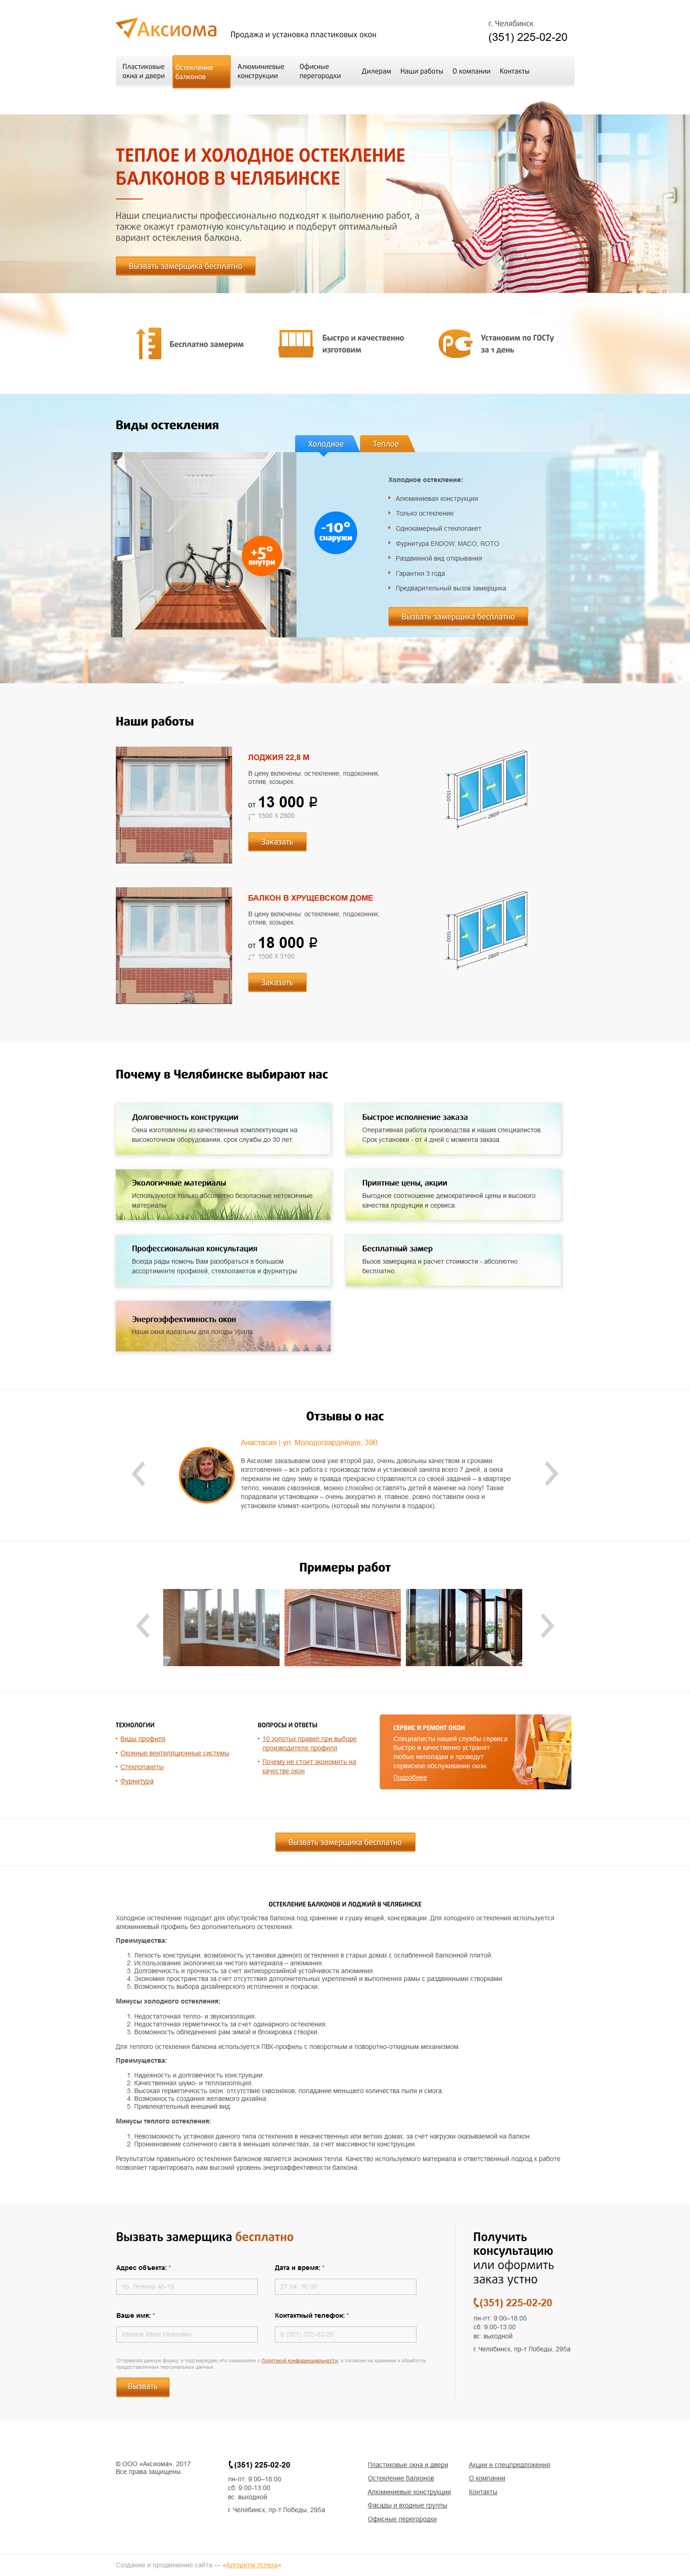 Аксиома
Продажа и установка пластиковых окон
г. Челябинск
(351) 225-02-20
Пластиковые окна и двери
Остекление балконов
Алюминиевые конструкции
Офисные перегородки
Дилерам
Наши работы
О компании
Контакты
ТЕПЛОЕ И ХОЛОДНОЕ ОСТЕКЛЕНИЕ
БАЛКОНОВ В ЧЕЛЯБИНСКЕ
Наши специалисты профессионально подходят к выполнению работ, а
также окажут грамотную консультацию и подберут оптимальный
вариант остекления балкона.
Вызвать замерщика бесплатно
Бесплатно замерим
Быстро и качественно
изготовим
Установим по ГОСТу
за 1 день
Виды остекления
Холодное
Теплое
+5°
внутри
-10°
снаружи
Холодное остекление:
Алюминиевая конструкция
Только остекление
Однокамерный стеклопакет
Фурнитура ENDOW, MACO, ROTO
Раздвижной вид открывания
Гарантия 3 года
Предварительный вызов замерщика
Вызвать замерщика бесплатно
Наши работы
ЛОДЖИЯ 22,8 М
В цену включены: остекление, подоконник,
отлив, козырек.
от 13 000 ₽
1500 X 2800
Заказать
1500
2800
БАЛКОН В ХРУЩЕВСКОМ ДОМЕ
В цену включены: остекление, подоконник,
отлив, козырек.
от 18 000 ₽
1500 X 3100
Заказать
1500
2800
Почему в Челябинске выбирают нас
Долговечность конструкции
Окна изготовлены из качественных комплектующих на
высокоточном оборудовании, срок службы до 30 лет.
Быстрое исполнение заказа
Оперативная работа производства и наших специалистов.
Срок установки - от 4 дней с момента заказа.
Экологичные материалы
Используются только абсолютно безопасные нетоксичные
материалы
Приятные цены, акции
Выгодное соотношение демократичной цены и высокого
качества продукции и сервиса.
Профессиональная консультация
Всегда рады помочь Вам разобраться в большом
ассортименте профилей, стеклопакетов и фурнитуры
Бесплатный замер
Вызов замерщика и расчет стоимости - абсолютно
бесплатно.
Энергоэффективность окон
Наши окна идеальны для погоды Урала
Отзывы о нас
Анастасия | ул. Молодогвардейцев, 39В
В Аксиоме заказываем окна уже второй раз, очень довольны качеством и сроками
изготовления – вся работа с производством и установкой заняла всего 7 дней, а окна
пережили не одну зиму и правда прекрасно справляются со своей задачей – в квартире
тепло, никаких сквозняков, можно спокойно оставлять детей в манеже на полу! Также
порадовали установщики – очень аккуратно и, главное, ровно поставили окна и
установили климат-контроль (который мы получили в подарок).
Примеры работ
ТЕХНОЛОГИИ
Виды профиля
Оконные вентиляционные системы
Стеклопакеты
Фурнитура
ВОПРОСЫ И ОТВЕТЫ
10 золотых правил при выборе
производителя профиля
Почему не стоит экономить на
качестве окон
СЕРВИС И РЕМОНТ ОКОН
Специалисты нашей службы сервиса
быстро и качественно устранят
любые неполадки и проведут
сервисное обслуживание окон.
Подробнее
Вызвать замерщика бесплатно
ОСТЕКЛЕНИЕ БАЛКОНОВ И ЛОДЖИЙ В ЧЕЛЯБИНСКЕ
Холодное остекление подходит для обустройства балкона под хранение и сушку вещей, консервации. Для холодного остекления используется
алюминиевый профиль без дополнительного остекления.
Преимущества:
1. Легкость конструкции, возможность установки данного остекления в старых домах с ослабленной балконной плитой.
2. Использование экологически чистого материала – алюминия.
3. Долговечность и прочность за счет антикоррозийной устойчивости алюминия.
4. Экономия пространства за счет отсутствия дополнительных укреплений и выполнения рамы с раздвижными створками.
5. Возможность выбора дизайнерского исполнения и покраски.
Минусы холодного остекления:
1. Недостаточная тепло- и звукоизоляция.
2. Недостаточная герметичность за счет одинарного остекления.
3. Возможность обледенения рам зимой и блокировка створки.
Для теплого остекления балкона используется ПВХ-профиль с поворотным и поворотно-откидным механизмом.
Преимущества:
1. Надежность и долговечность конструкции.
2. Качественная шумо- и теплоизоляция.
3. Высокая герметичность окон: отсутствие сквозняков, попадание меньшего количества пыли и смога.
4. Возможность создания желаемого дизайна.
5. Привлекательный внешний вид.
Минусы теплого остекления:
1. Невозможность установки данного типа остекления в некачественных или ветхих домах, за счет нагрузки оказываемой на балкон.
2. Проникновение солнечного света в меньших количествах, за счет массивности конструкции.
Результатом правильного остекления балконов является экономия тепла. Качество используемого материала и ответственный подход к работе
позволяет гарантировать нам высокий уровень энергоэффективности балкона.
Вызвать замерщика бесплатно
Адрес объекта: *
пр. Ленина 46-18
Дата и время: *
21.04. 16:00
Ваше имя: *
Иванов Иван Иванович
Контактный телефон: *
8 (351) 225-02-20
Отправляя данную форму, я подтверждаю что ознакомлен с Политикой конфиденциальности, и согласен на хранение и обработку
предоставленных персональных данных.
Вызвать
Получить
консультацию
или оформить
заказ устно
(351) 225-02-20
пн-пт: 9:00–18:00
сб: 9:00-13:00
вс: выходной
г. Челябинск, пр-т Победы, 295а
© ООО «Аксиома», 2017
Все права защищены.
(351) 225-02-20
пн-пт: 9:00–18:00
сб: 9:00-13:00
вс: выходной
г. Челябинск, пр-т Победы, 295а
Пластиковые окна и двери
Остекление балконов
Алюминиевые конструкции
Фасады и входные группы
Офисные перегородки
Акции и спецпредложения
О компании
Контакты
Создание и продвижение сайта — «Алгоритм Успеха»